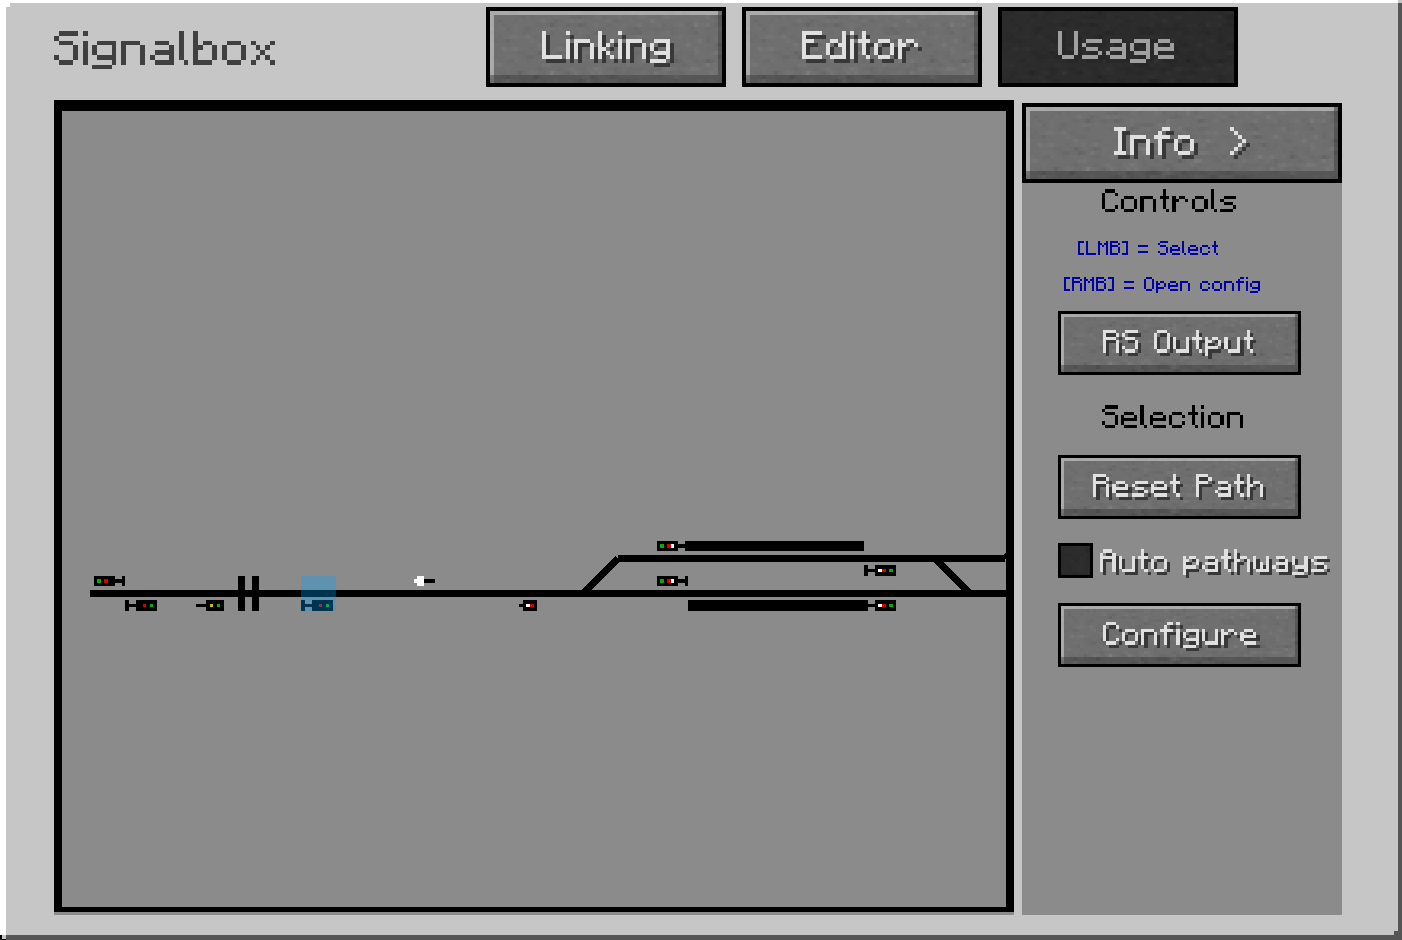 Signalbox
Linking
Editor
Usage
Info >
Controls
[LMB] = Select
[RMB] = Open config
RS Output
Selection
Reset Path
Auto pathways
Configure